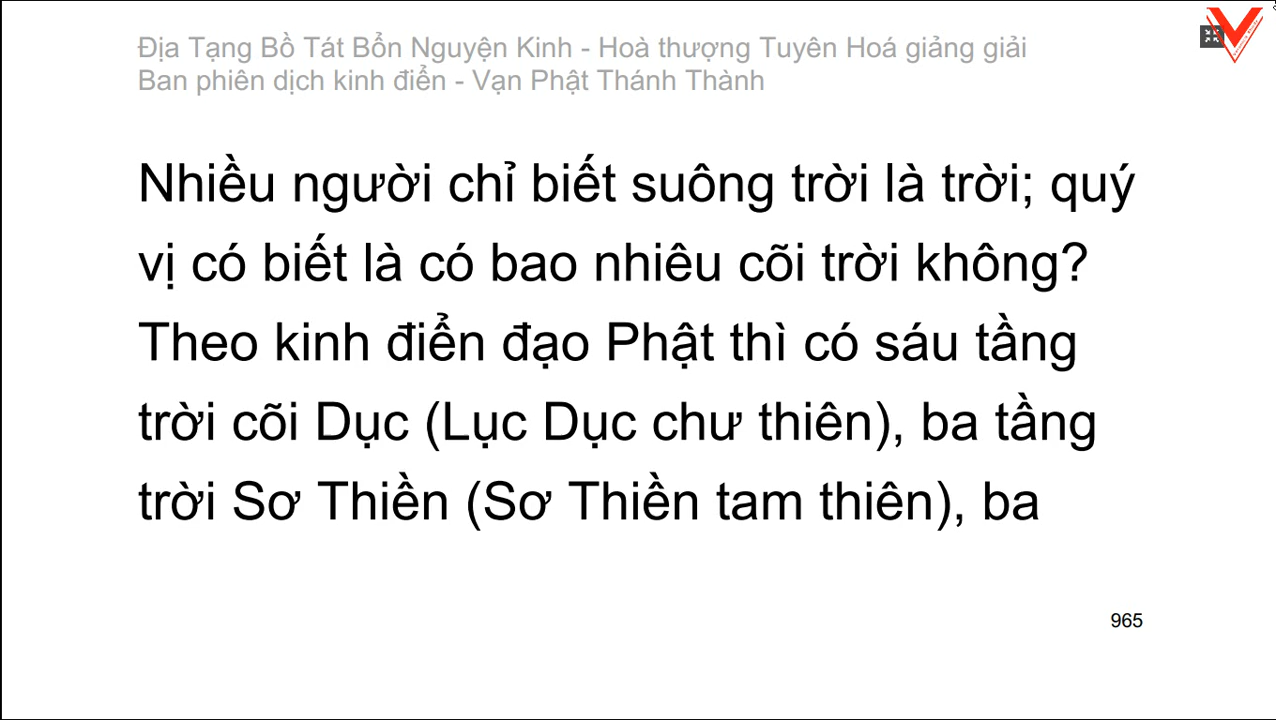 Địa Tạng Bồ Tát Bổn Nguyện Kinh - Hoà thượng Tuyên Hoá giảng giải
Ban phiên dịch kinh điển - Vạn Phật Thánh Thành
Nhiều người chỉ biết suông trời là trời; quý
vị có biết là có bao nhiêu cõi trời không?
Theo kinh điển đạo Phật thì có sáu tầng
trời cõi Dục (Lục Dục chư thiên), ba tầng
trời Sơ Thiền (Sơ Thiền tam thiên), ba
965